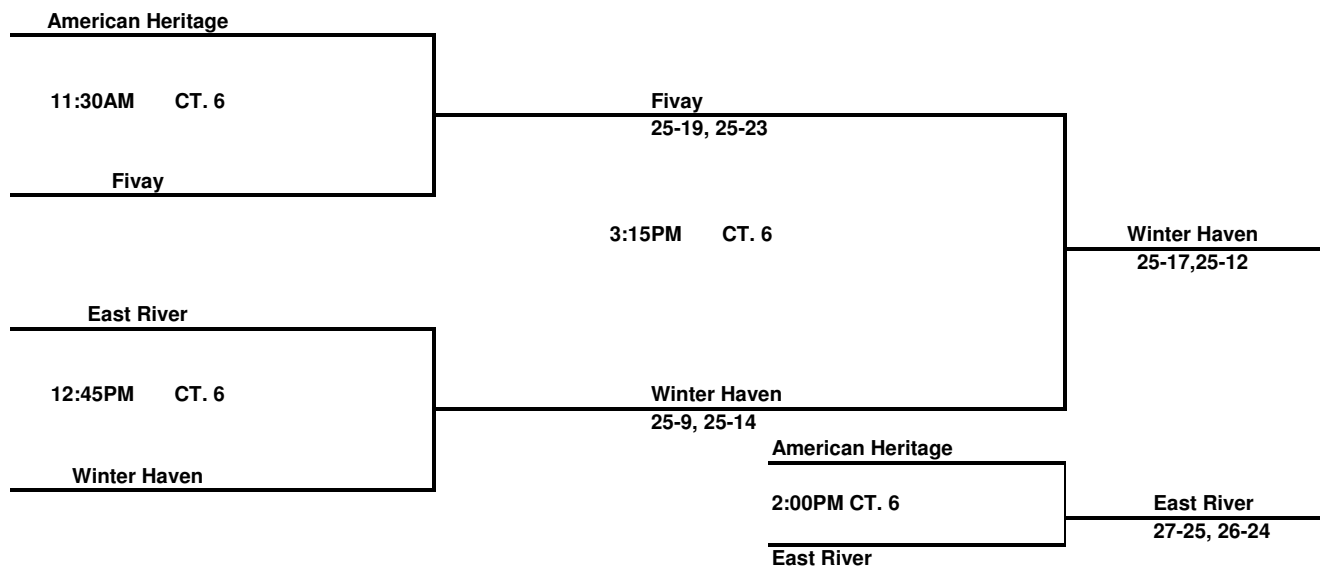 American Heritage
11:30AM CT. 6
Fivay
25-19, 25-23
Fivay
3:15PM CT. 6
Winter Haven
25-17,25-12
East River
12:45PM CT. 6
Winter Haven
25-9, 25-14
American Heritage
Winter Haven
2:00PM CT. 6
East River
27-25, 26-24
East River